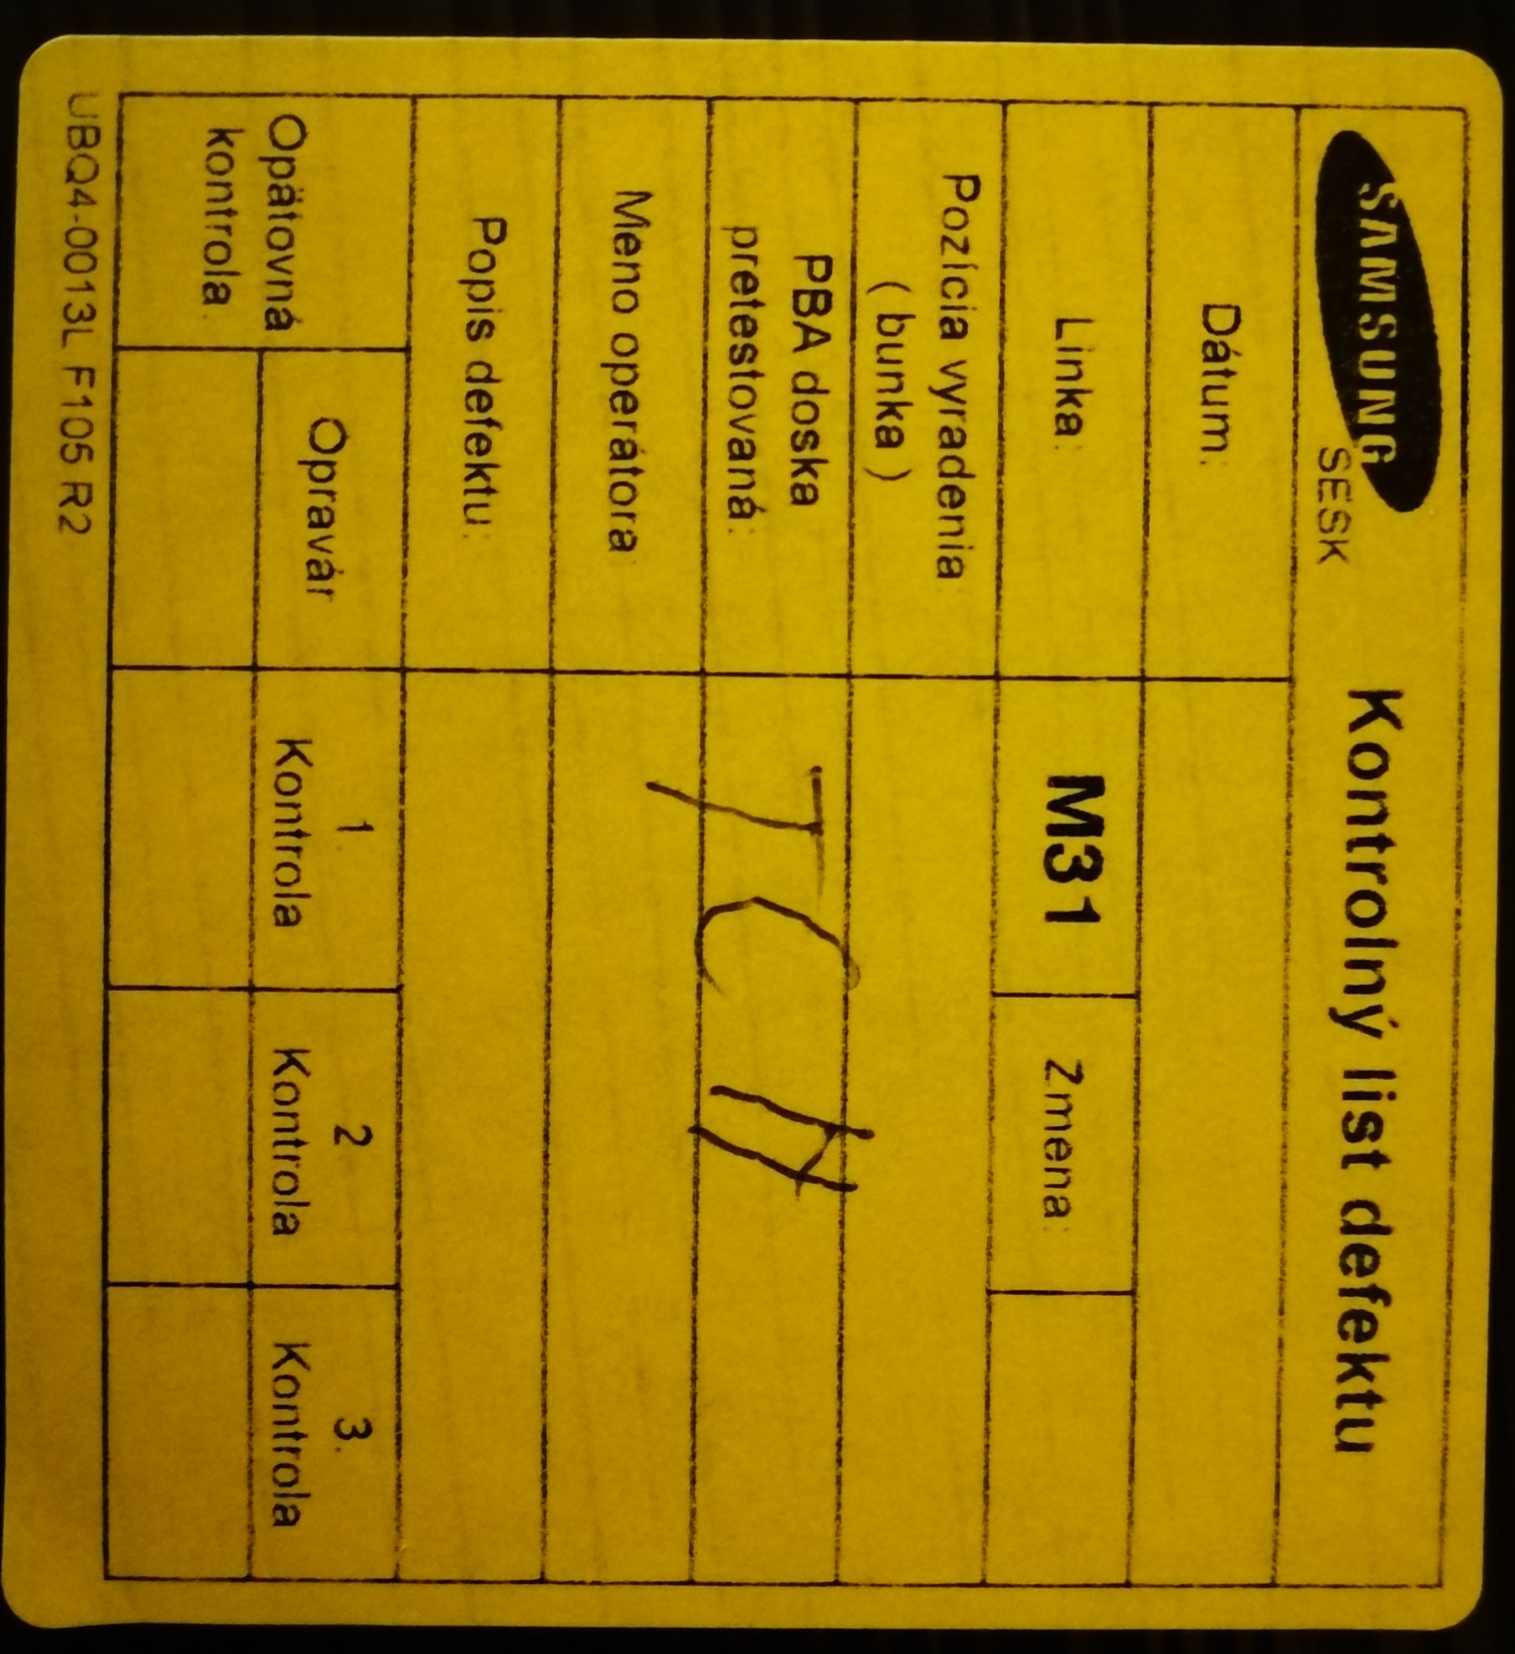 SAMSUNG
SESK
Kontrolný list defektu
Dátum:
Linka:
M31
Zmena:
Pozícia vyradenia
( bunka )
PBA doska
pretestovaná:
TCH
Meno operátora
Popis defektu:
Opätovná
kontrola
Opravár
1.
Kontrola
2
Kontrola
3.
Kontrola
UBQ4-0013L F105 R2